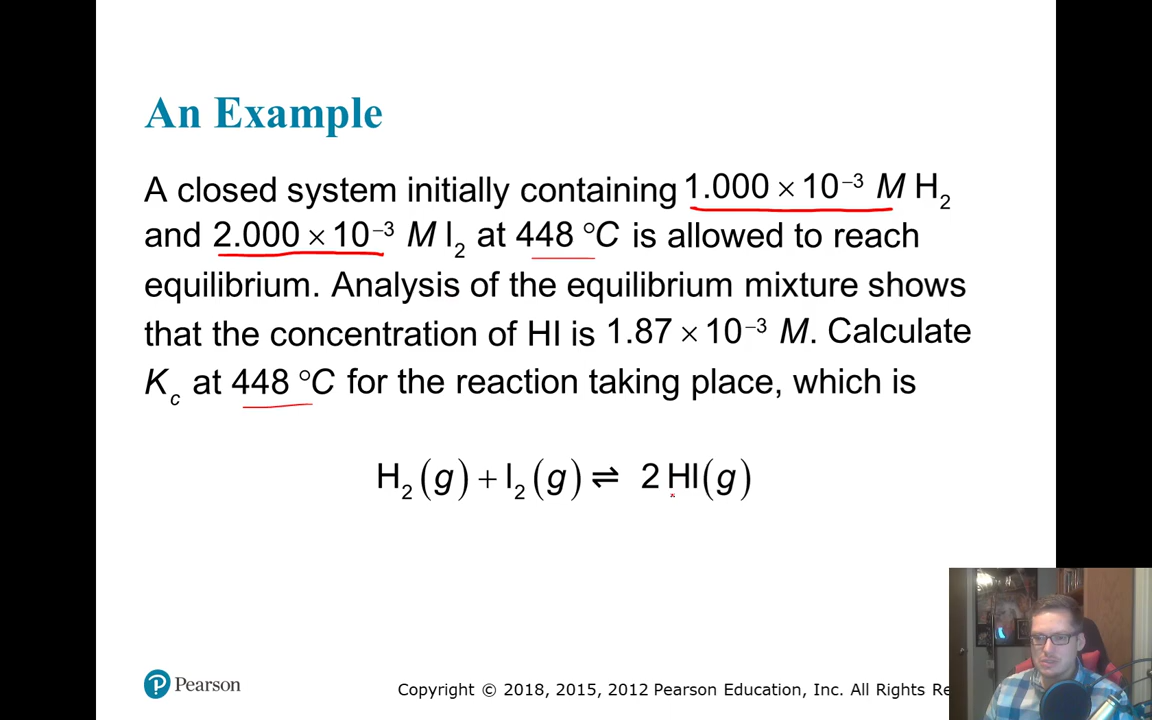 An Example
A closed system initially containing 1.000 × 10⁻³ M H₂
and 2.000 × 10⁻³ M I₂ at 448 °C is allowed to reach
equilibrium. Analysis of the equilibrium mixture shows
that the concentration of HI is 1.87 × 10⁻³ M. Calculate
K꜀ at 448 °C for the reaction taking place, which is
H₂(g) + I₂(g) ⇌ 2 HI(g)
P Pearson
Copyright © 2018, 2015, 2012 Pearson Education, Inc. All Rights Re